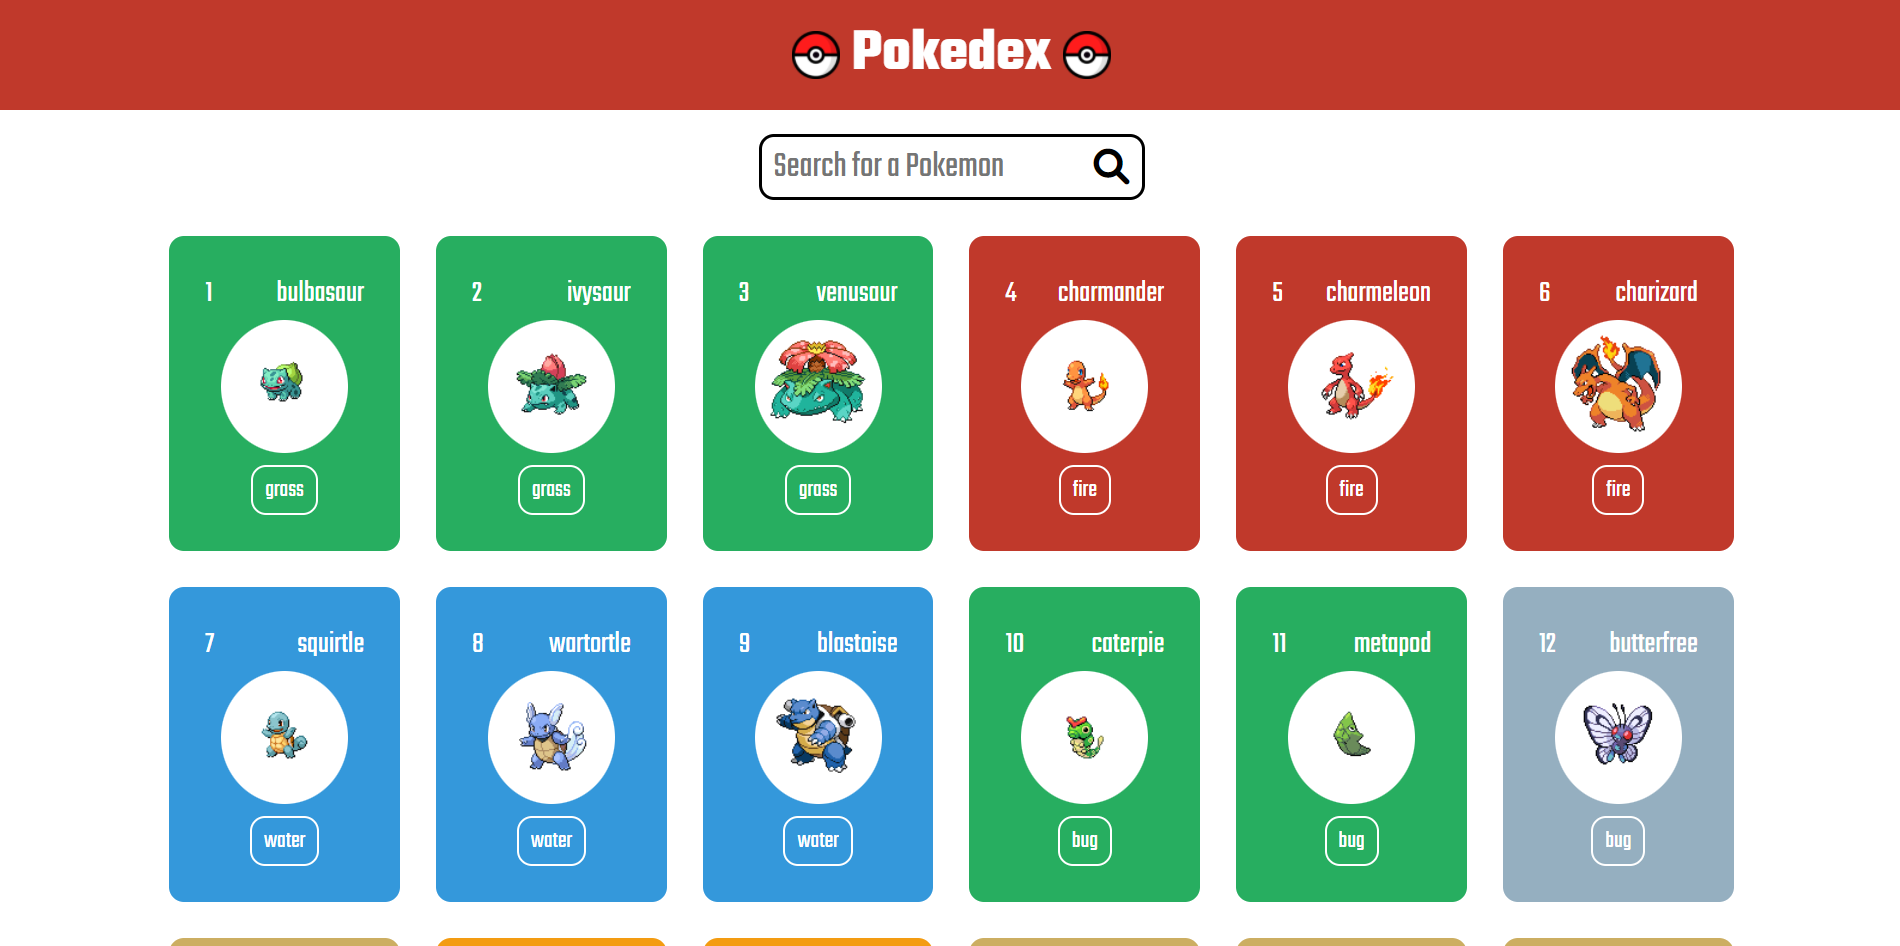 Pokedex
Search for a Pokemon
1 bulbasaur
2 ivysaur
3 venusaur
4 charmander
5 charmeleon
6 charizard
grass
grass
grass
fire
fire
fire
7 squirtle
8 wartortle
9 blastoise
10 caterpie
11 metapod
12 butterfree
water
water
water
bug
bug
bug